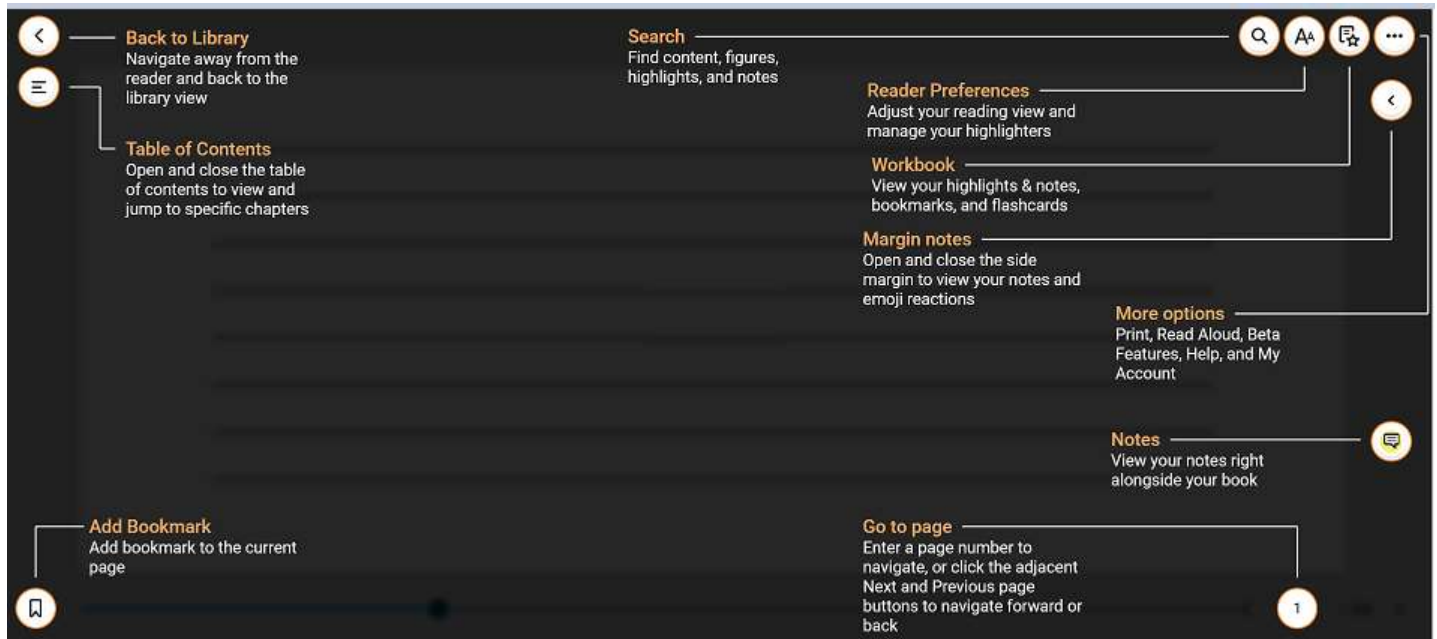 Back to Library
Navigate away from the
reader and back to the
library view
Table of Contents
Open and close the table
of contents to view and
jump to specific chapters
Search
Find content, figures,
highlights, and notes
AA
Reader Preferences
Adjust your reading view and
manage your highlighters
Workbook
View your highlights & notes,
bookmarks, and flashcards
Margin notes
Open and close the side
margin to view your notes and
emoji reactions
More options
Print, Read Aloud, Beta
Features, Help, and My
Account
Notes
View your notes right
alongside your book
Add Bookmark
Add bookmark to the current
page
Go to page
Enter a page number to
navigate, or click the adjacent
Next and Previous page
buttons to navigate forward or
back
1